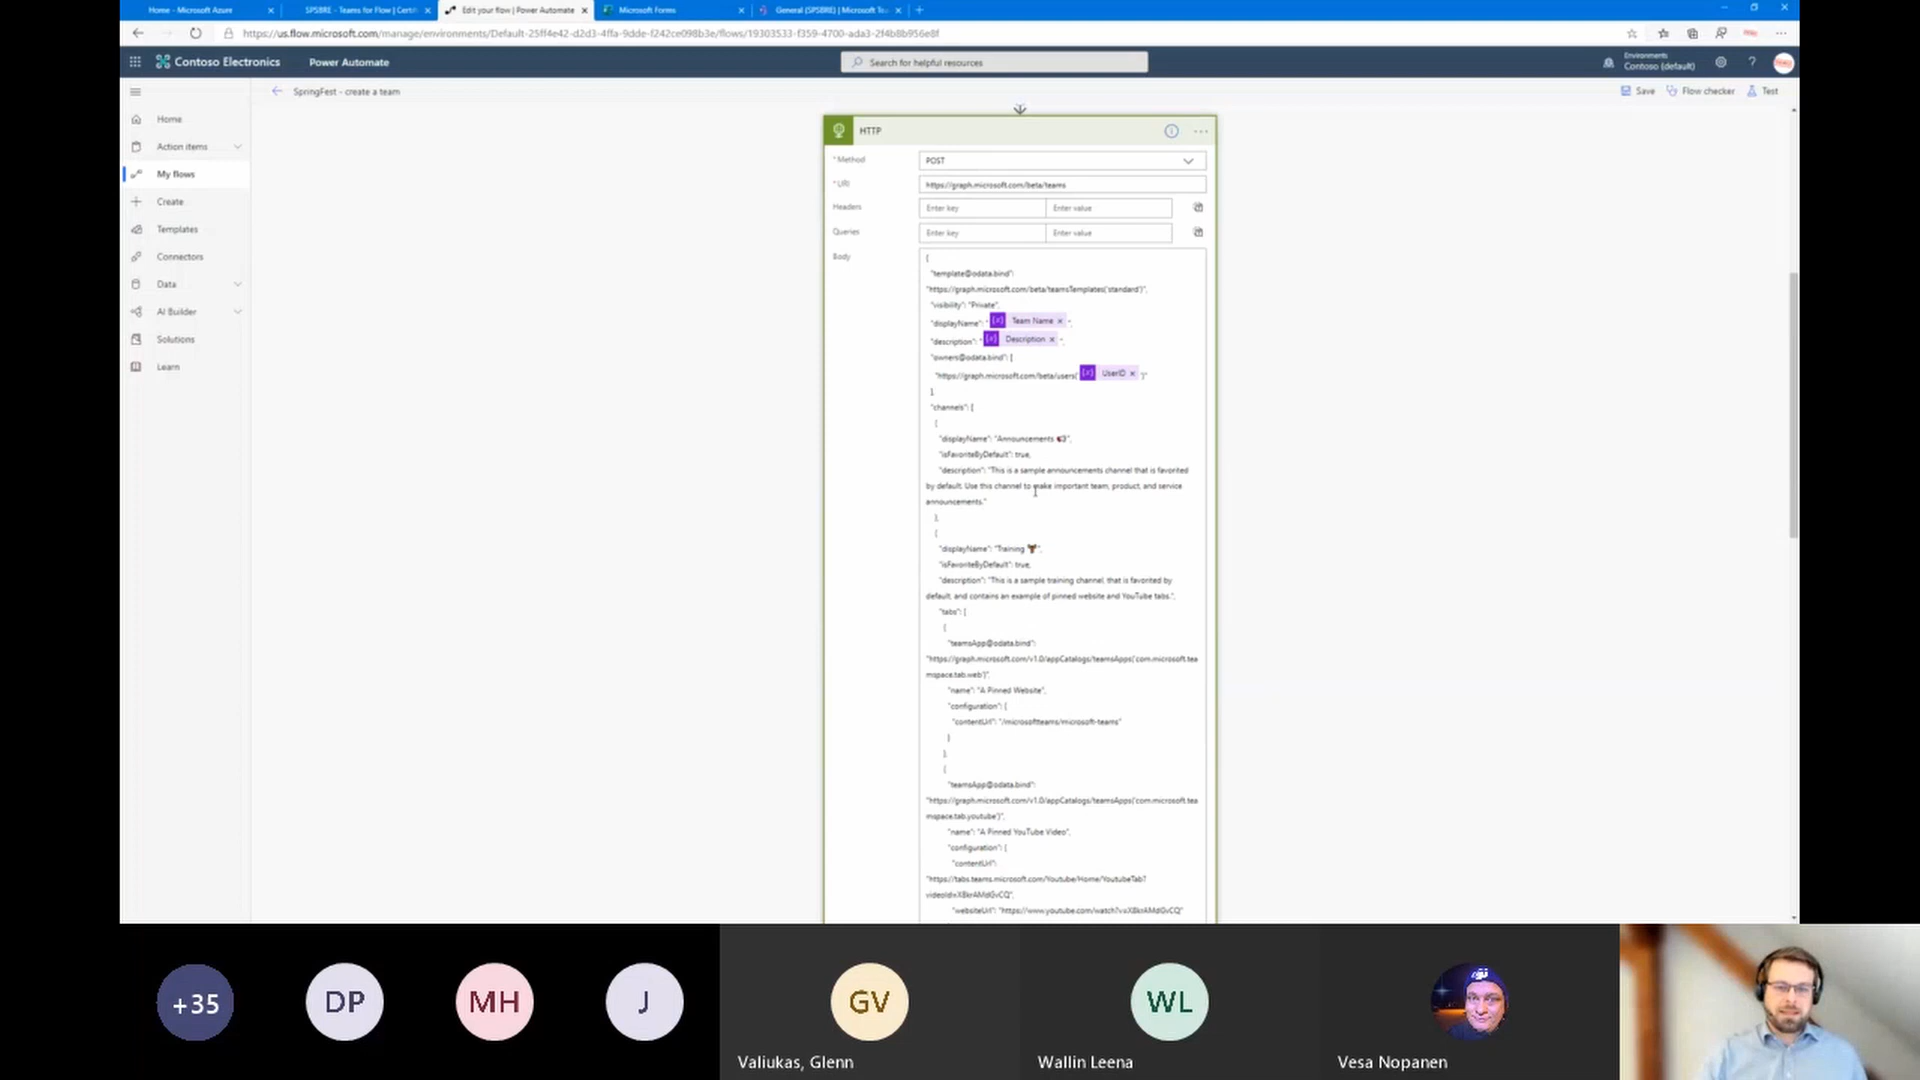 Home - Microsoft Azure
SPSBRE - Teams for Flow | Certif
Edit your flow | Power Automate
Microsoft Forms
General (SPSBRE) | Microsoft Te
https://us.flow.microsoft.com/manage/environments/Default-25ff4e42-d2d3-4ffa-9dde-f242ce098b3e/flows/19303533-f359-4700-ada3-2f4b8b956e8f
Contoso Electronics
Power Automate
Search for helpful resources
Environments
Contoso (default)
SpringFest - create a team
Save
Flow checker
Test
Home
Action items
My flows
Create
Templates
Connectors
Data
AI Builder
Solutions
Learn
HTTP
* Method
POST
* URI
https://graph.microsoft.com/beta/teams
Headers
Enter key
Enter value
Queries
Enter key
Enter value
Body
{
"template@odata.bind":
"https://graph.microsoft.com/beta/teamsTemplates('standard')",
"visibility": "Private",
"displayName": " Team Name ",
"description": " Description ",
"owners@odata.bind": [
"https://graph.microsoft.com/beta/users(' UserID ')"
],
"channels": [
{
"displayName": "Announcements 📢",
"isFavoriteByDefault": true,
"description": "This is a sample announcements channel that is favorited
by default. Use this channel to make important team, product, and service
announcements."
},
{
"displayName": "Training 🏋️",
"isFavoriteByDefault": true,
"description": "This is a sample training channel, that is favorited by
default, and contains an example of pinned website and YouTube tabs.",
"tabs": [
{
"teamsApp@odata.bind":
"https://graph.microsoft.com/v1.0/appCatalogs/teamsApps('com.microsoft.tea
mspace.tab.web')",
"name": "A Pinned Website",
"configuration": {
"contentUrl": "/microsoftteams/microsoft-teams"
}
},
{
"teamsApp@odata.bind":
"https://graph.microsoft.com/v1.0/appCatalogs/teamsApps('com.microsoft.tea
mspace.tab.youtube')",
"name": "A Pinned YouTube Video",
"configuration": {
"contentUrl":
"https://tabs.teams.microsoft.com/Youtube/Home/YoutubeTab?
videoId=X8krAMdGvCQ",
"websiteUrl": "https://www.youtube.com/watch?v=X8krAMdGvCQ"
+35
DP
MH
J
GV
WL
Valiukas, Glenn
Wallin Leena
Vesa Nopanen